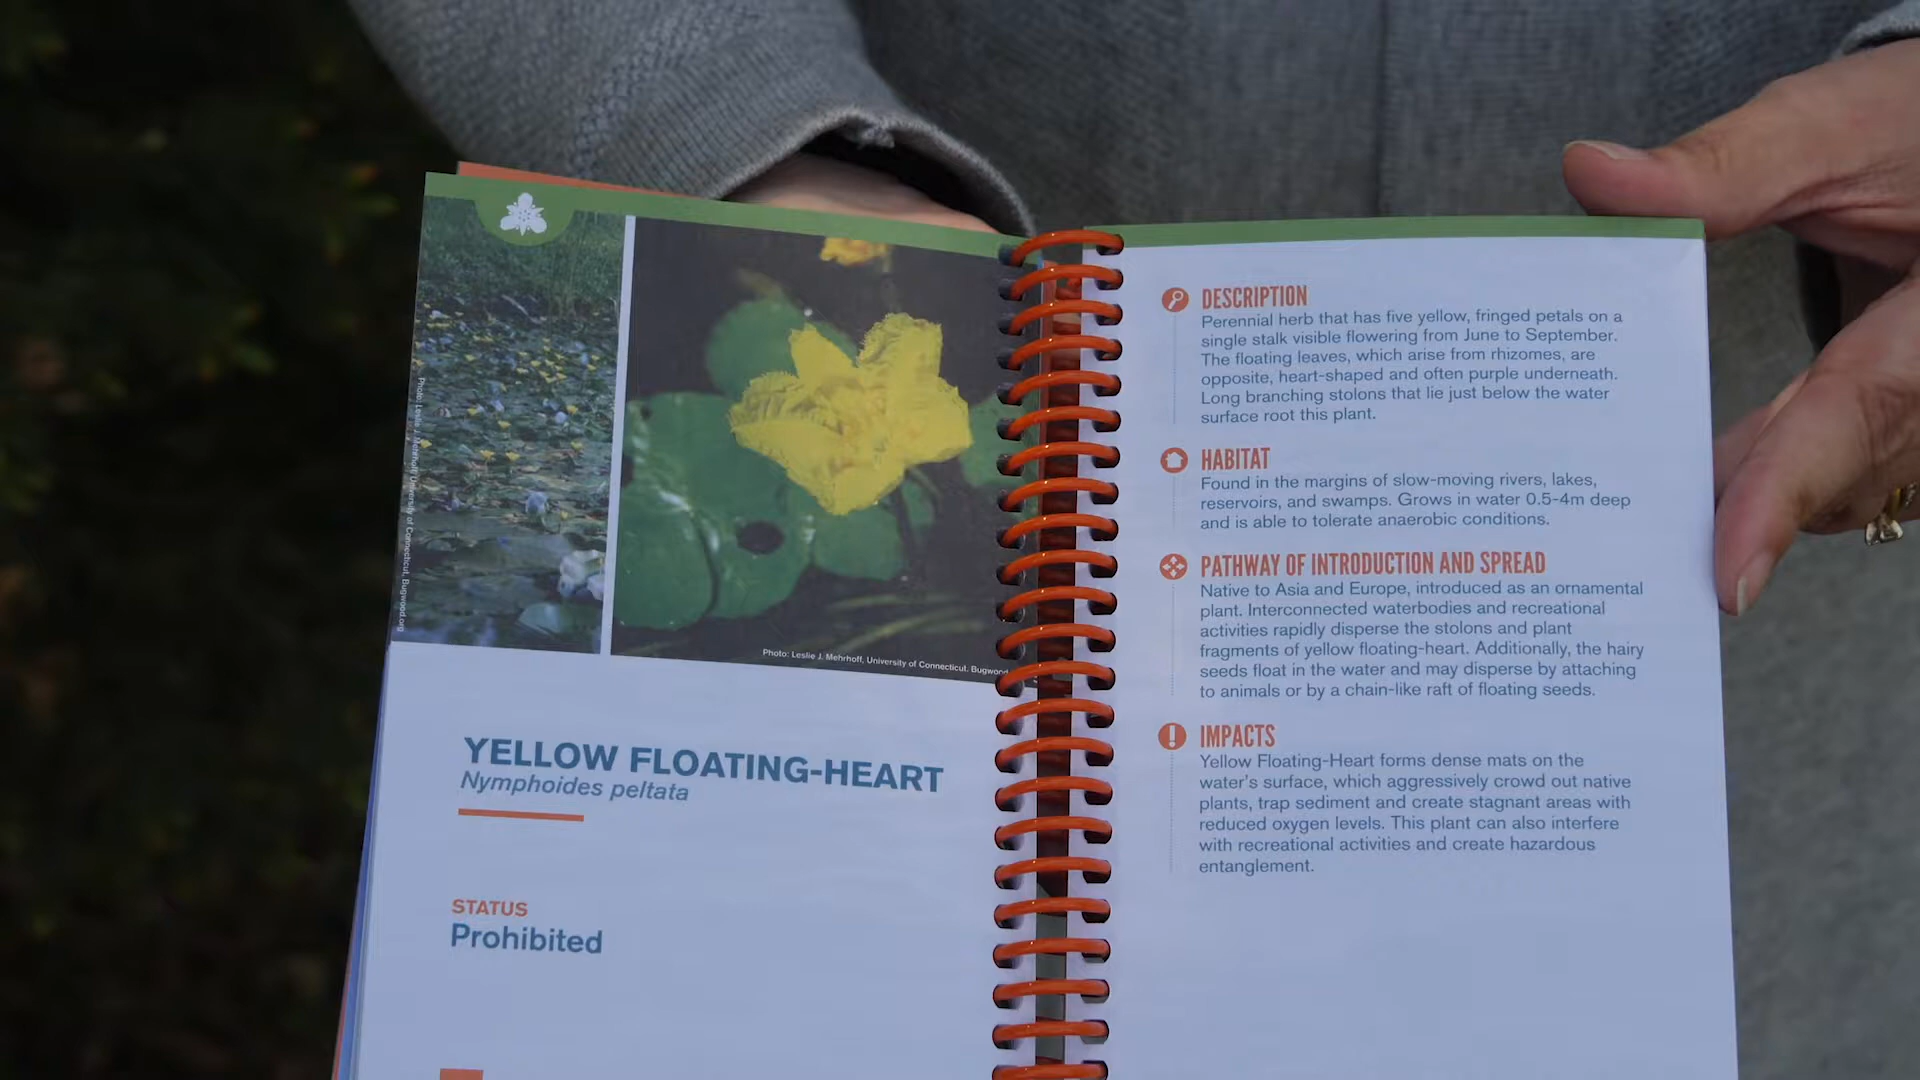 Photo: Leslie J. Mehrhoff, University of Connecticut, Bugwood.org
Photo: Leslie J. Mehrhoff, University of Connecticut, Bugwood
YELLOW FLOATING-HEART
Nymphoides peltata
STATUS
Prohibited
DESCRIPTION
Perennial herb that has five yellow, fringed petals on a
single stalk visible flowering from June to September.
The floating leaves, which arise from rhizomes, are
opposite, heart-shaped and often purple underneath.
Long branching stolons that lie just below the water
surface root this plant.
HABITAT
Found in the margins of slow-moving rivers, lakes,
reservoirs, and swamps. Grows in water 0.5-4m deep
and is able to tolerate anaerobic conditions.
PATHWAY OF INTRODUCTION AND SPREAD
Native to Asia and Europe, introduced as an ornamental
plant. Interconnected waterbodies and recreational
activities rapidly disperse the stolons and plant
fragments of yellow floating-heart. Additionally, the hairy
seeds float in the water and may disperse by attaching
to animals or by a chain-like raft of floating seeds.
IMPACTS
Yellow Floating-Heart forms dense mats on the
water's surface, which aggressively crowd out native
plants, trap sediment and create stagnant areas with
reduced oxygen levels. This plant can also interfere
with recreational activities and create hazardous
entanglement.